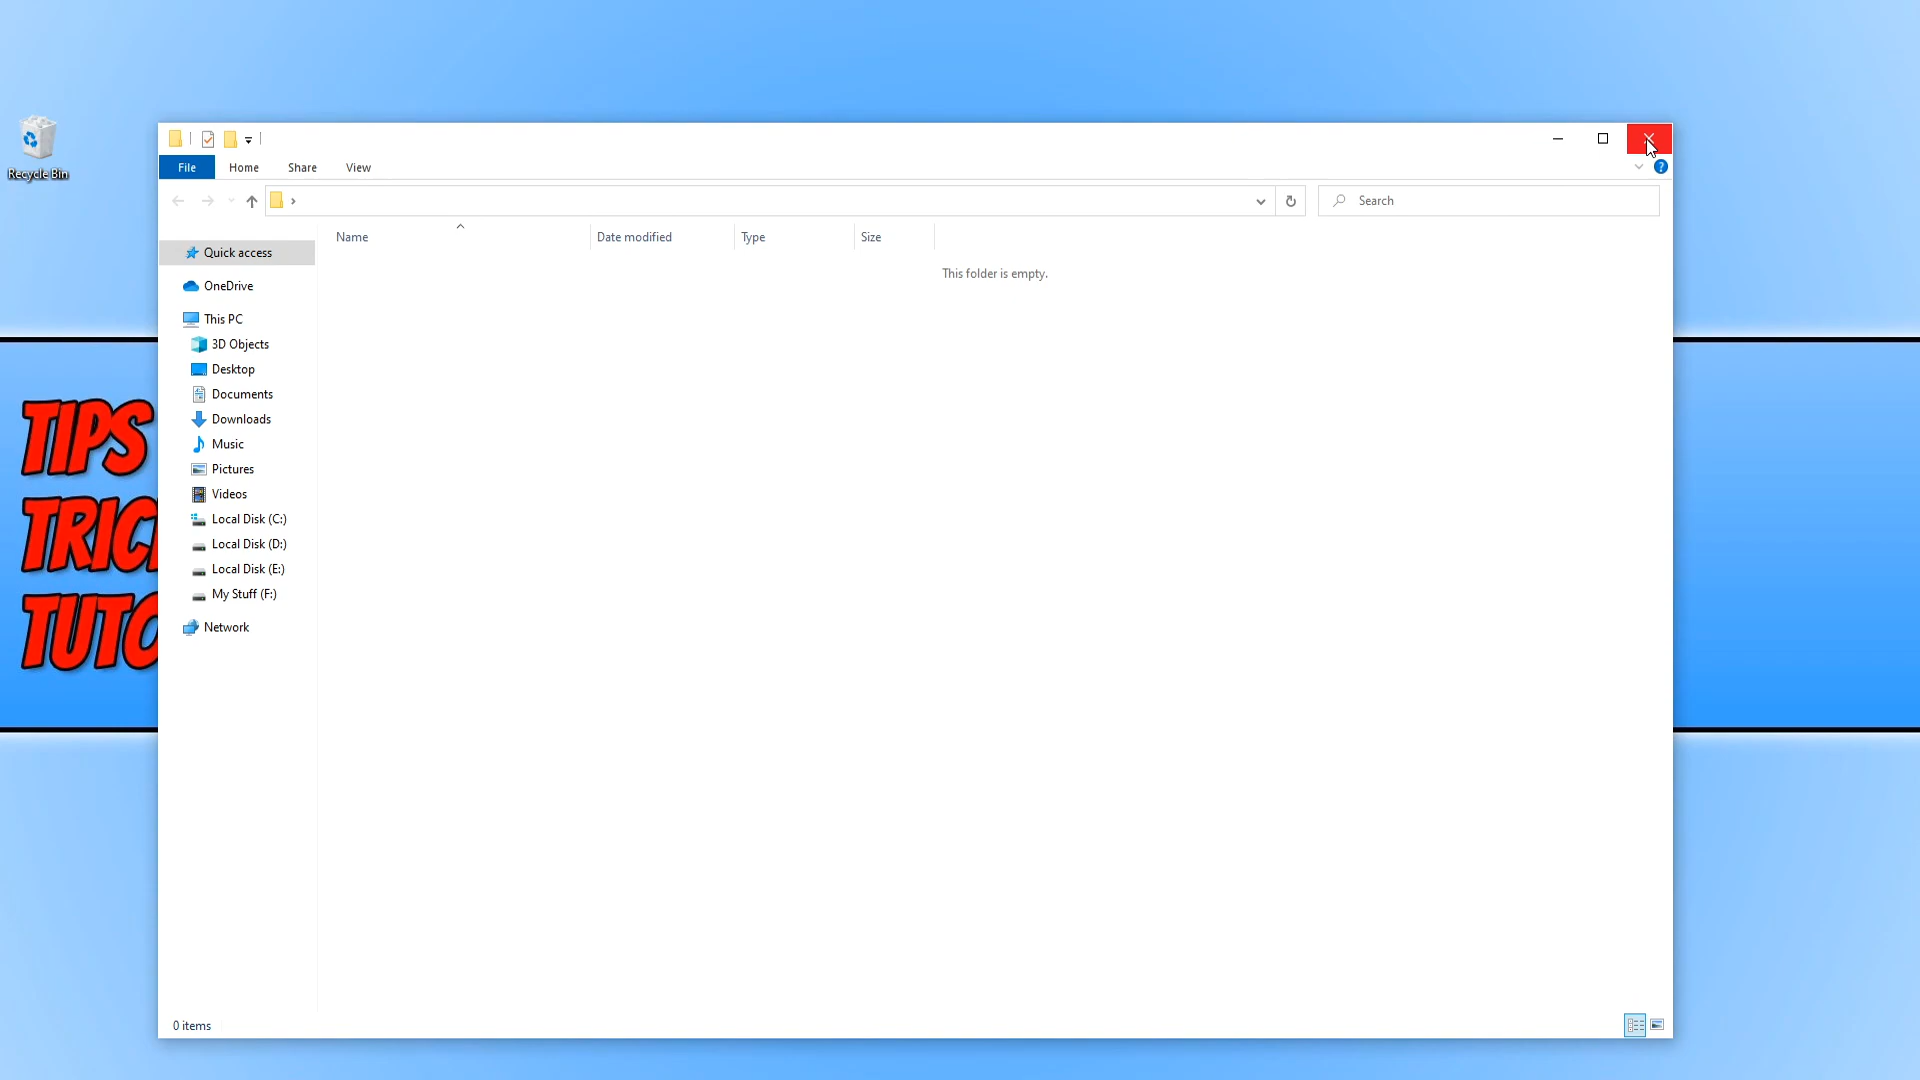 Recycle Bin
File Home Share View
Search
Name Date modified Type Size
This folder is empty.
Quick access
OneDrive
This PC
3D Objects
Desktop
Documents
Downloads
Music
Pictures
Videos
Local Disk (C:)
Local Disk (D:)
Local Disk (E:)
My Stuff (F:)
Network
TIPS
TRIC
TUTO
0 items